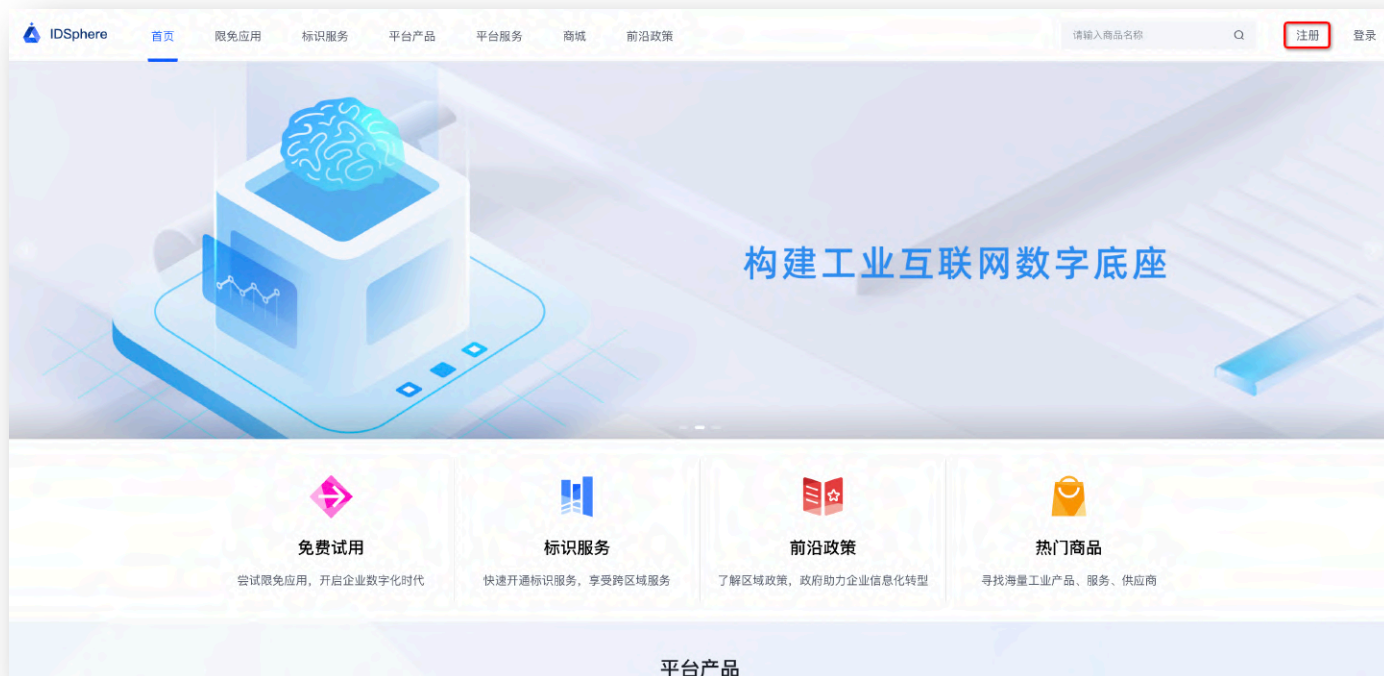 IDSphere 首页 限免应用 标识服务 平台产品 平台服务 商城 前沿政策 请输入商品名称 注册 登录
构建工业互联网数字底座
免费试用 标识服务 前沿政策 热门商品
尝试限免应用，开启企业数字化时代 快速开通标识服务，享受跨区域服务 了解区域政策，政府助力企业信息化转型 寻找海量工业产品、服务、供应商
平台产品